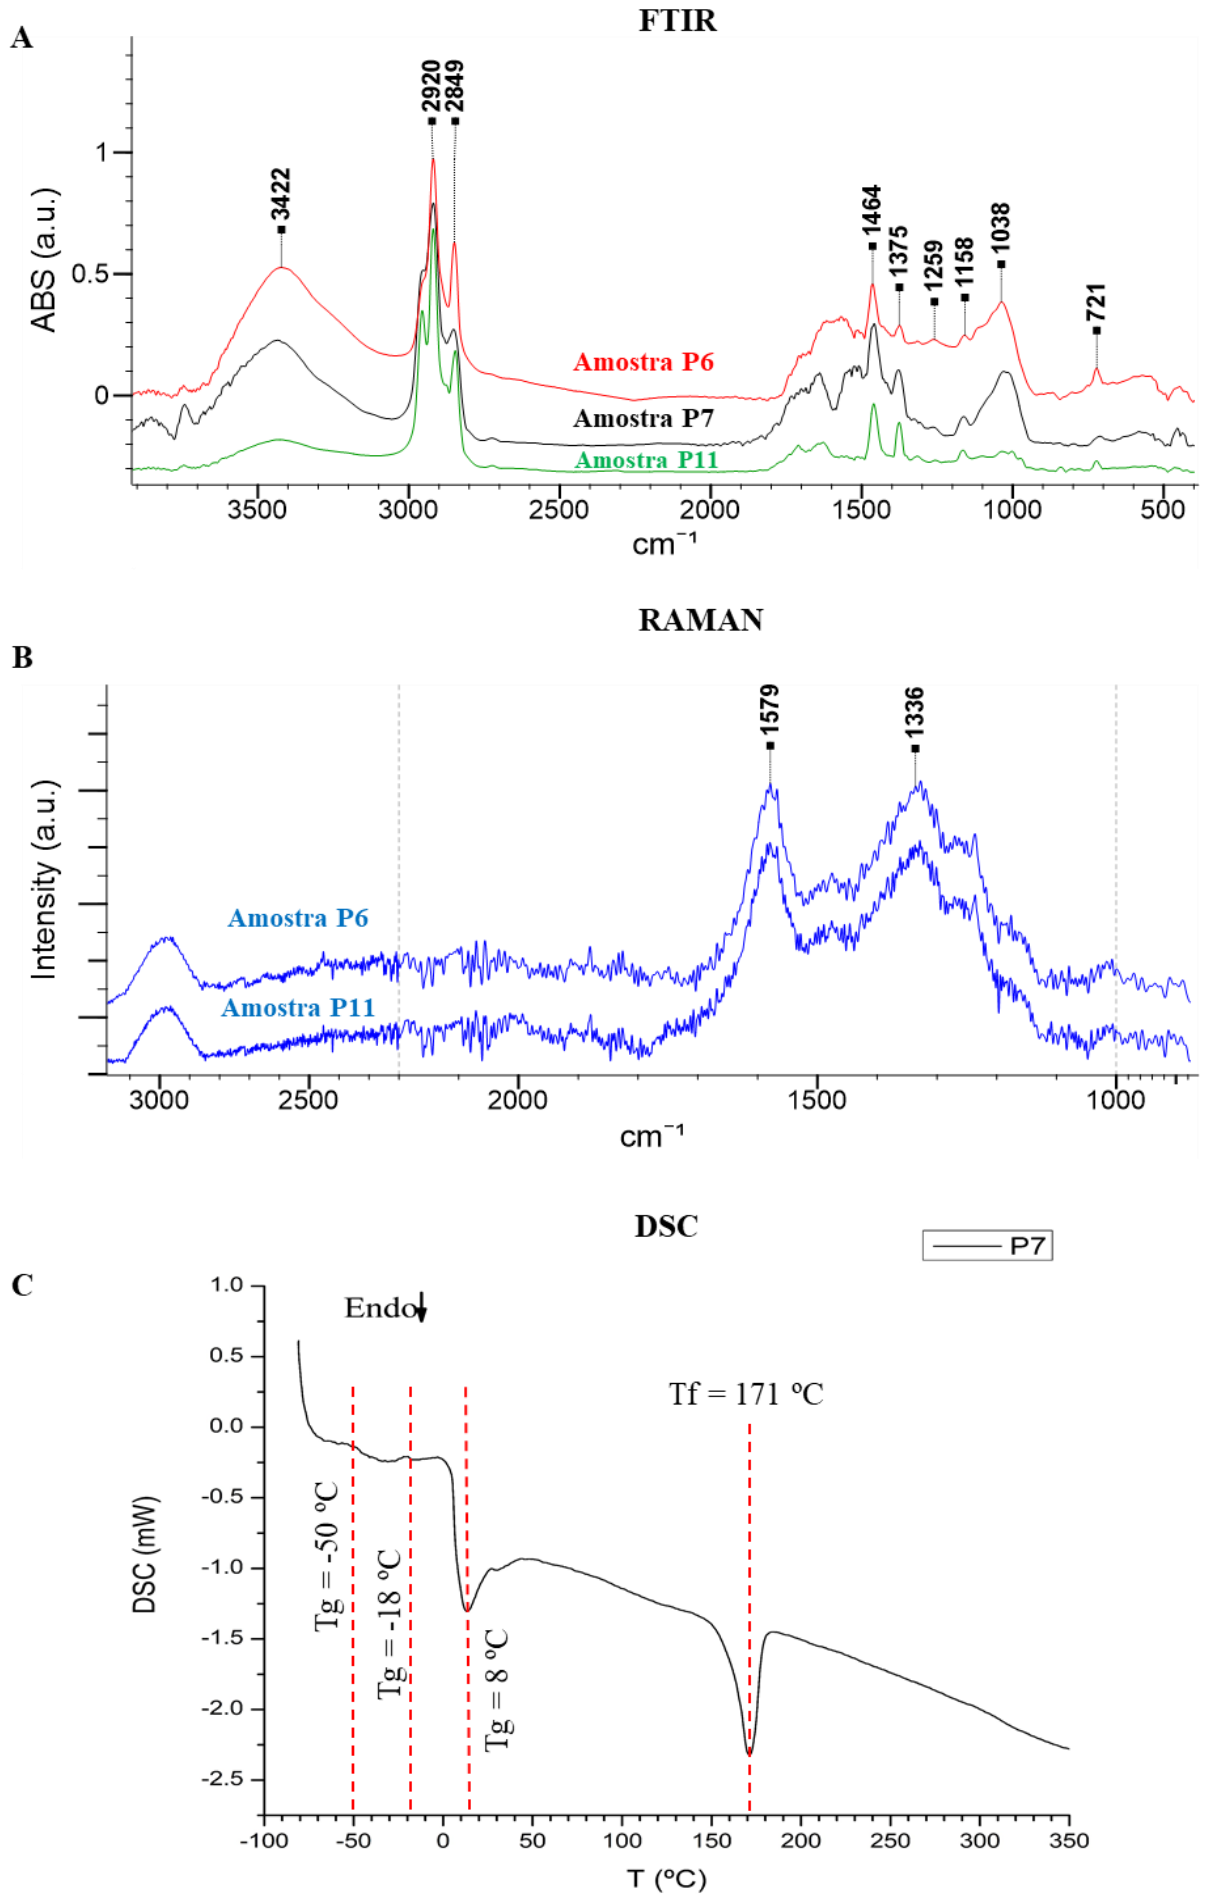 FTIR
A
ABS (a.u.)
1
0.5
0
3422
2920
2849
1464
1375
1259
1158
1038
721
Amostra P6
Amostra P7
Amostra P11
3500 3000 2500 2000 1500 1000 500
cm⁻¹
RAMAN
B
Intensity (a.u.)
1579
1336
Amostra P6
Amostra P11
3000 2500 2000 1500 1000
cm⁻¹
DSC
P7
C
DSC (mW)
1.0
0.5
0.0
-0.5
-1.0
-1.5
-2.0
-2.5
Endo
Tf = 171 ºC
Tg = -50 ºC
Tg = -18 ºC
Tg = 8 ºC
-100 -50 0 50 100 150 200 250 300 350
T (ºC)